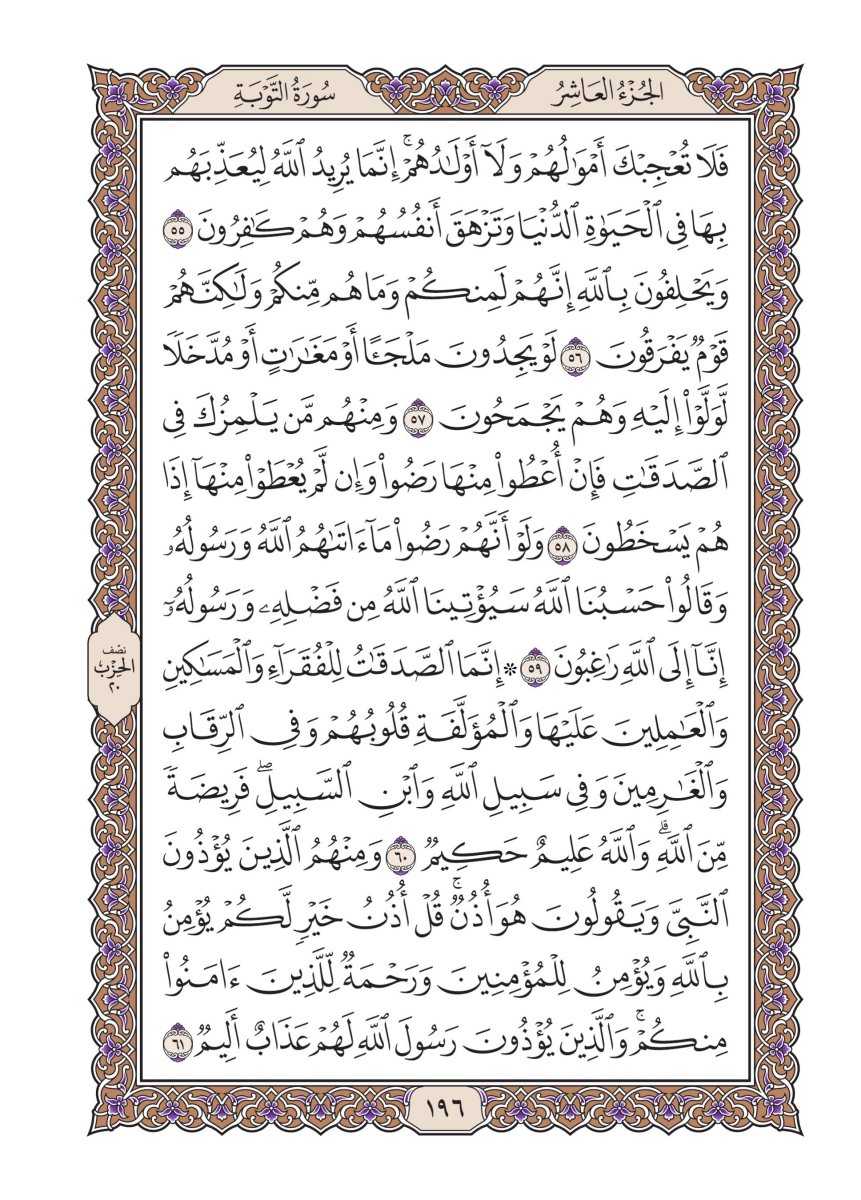 الجُزْءُ العَاشِرُ
سُورَةُ التَّوْبَةِ
فَلَا تُعْجِبْكَ أَمْوَٰلُهُمْ وَلَآ أَوْلَٰدُهُمْۚ إِنَّمَا يُرِيدُ ٱللَّهُ لِيُعَذِّبَهُم
بِهَا فِي ٱلْحَيَوٰةِ ٱلدُّنْيَا وَتَزْهَقَ أَنفُسُهُمْ وَهُمْ كَٰفِرُونَ ٥٥
وَيَحْلِفُونَ بِٱللَّهِ إِنَّهُمْ لَمِنكُمْ وَمَا هُم مِّنكُمْ وَلَٰكِنَّهُمْ
قَوْمٌ يَفْرَقُونَ ٥٦ لَوْ يَجِدُونَ مَلْجَـًٔا أَوْ مَغَٰرَٰتٍ أَوْ مُدَّخَلًا
لَّوَلَّوْا۟ إِلَيْهِ وَهُمْ يَجْمَحُونَ ٥٧ وَمِنْهُم مَّن يَلْمِزُكَ فِي
ٱلصَّدَقَٰتِ فَإِنْ أُعْطُوا۟ مِنْهَا رَضُوا۟ وَإِن لَّمْ يُعْطَوْا۟ مِنْهَآ إِذَا
هُمْ يَسْخَطُونَ ٥٨ وَلَوْ أَنَّهُمْ رَضُوا۟ مَآ ءَاتَىٰهُمُ ٱللَّهُ وَرَسُولُهُۥ
وَقَالُوا۟ حَسْبُنَا ٱللَّهُ سَيُؤْتِينَا ٱللَّهُ مِن فَضْلِهِۦ وَرَسُولُهُۥٓ
إِنَّآ إِلَى ٱللَّهِ رَٰغِبُونَ ٥٩ * إِنَّمَا ٱلصَّدَقَٰتُ لِلْفُقَرَآءِ وَٱلْمَسَٰكِينِ
وَٱلْعَٰمِلِينَ عَلَيْهَا وَٱلْمُؤَلَّفَةِ قُلُوبُهُمْ وَفِي ٱلرِّقَابِ
وَٱلْغَٰرِمِينَ وَفِي سَبِيلِ ٱللَّهِ وَٱبْنِ ٱلسَّبِيلِۖ فَرِيضَةً
مِّنَ ٱللَّهِۗ وَٱللَّهُ عَلِيمٌ حَكِيمٌ ٦٠ وَمِنْهُمُ ٱلَّذِينَ يُؤْذُونَ
ٱلنَّبِيَّ وَيَقُولُونَ هُوَ أُذُنٌۚ قُلْ أُذُنُ خَيْرٍ لَّكُمْ يُؤْمِنُ
بِٱللَّهِ وَيُؤْمِنُ لِلْمُؤْمِنِينَ وَرَحْمَةٌ لِّلَّذِينَ ءَامَنُوا۟
مِنكُمْۚ وَٱلَّذِينَ يُؤْذُونَ رَسُولَ ٱللَّهِ لَهُمْ عَذَابٌ أَلِيمٌ ٦١
نصف
الحِزْب
٢٠
١٩٦